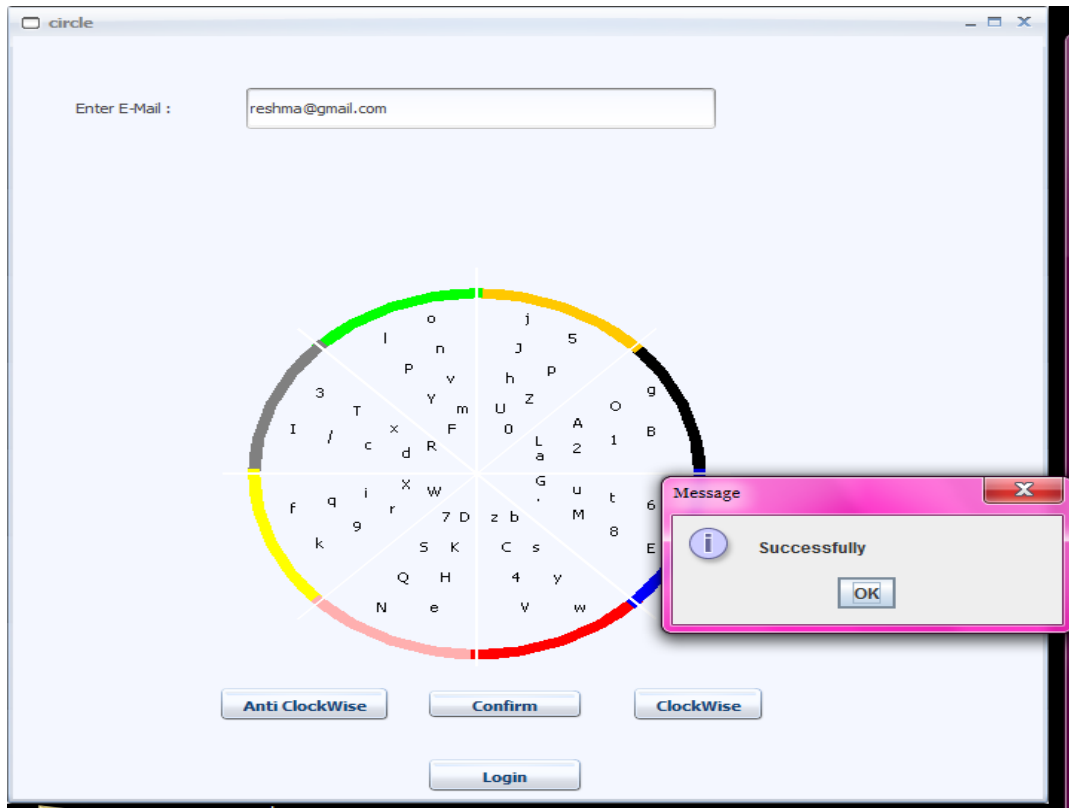 circle
Enter E-Mail :
reshma@gmail.com
o j
l 5
n J
P p
v h
3 Y Z g
T m U O
I x F 0 A B
/ c R L 1
d a 2
X W G u t
f q i . 6
9 r 7 D z b M 8
k S K C s E
Q H 4 y
N e V w
Message
Successfully
OK
Anti ClockWise
Confirm
ClockWise
Login